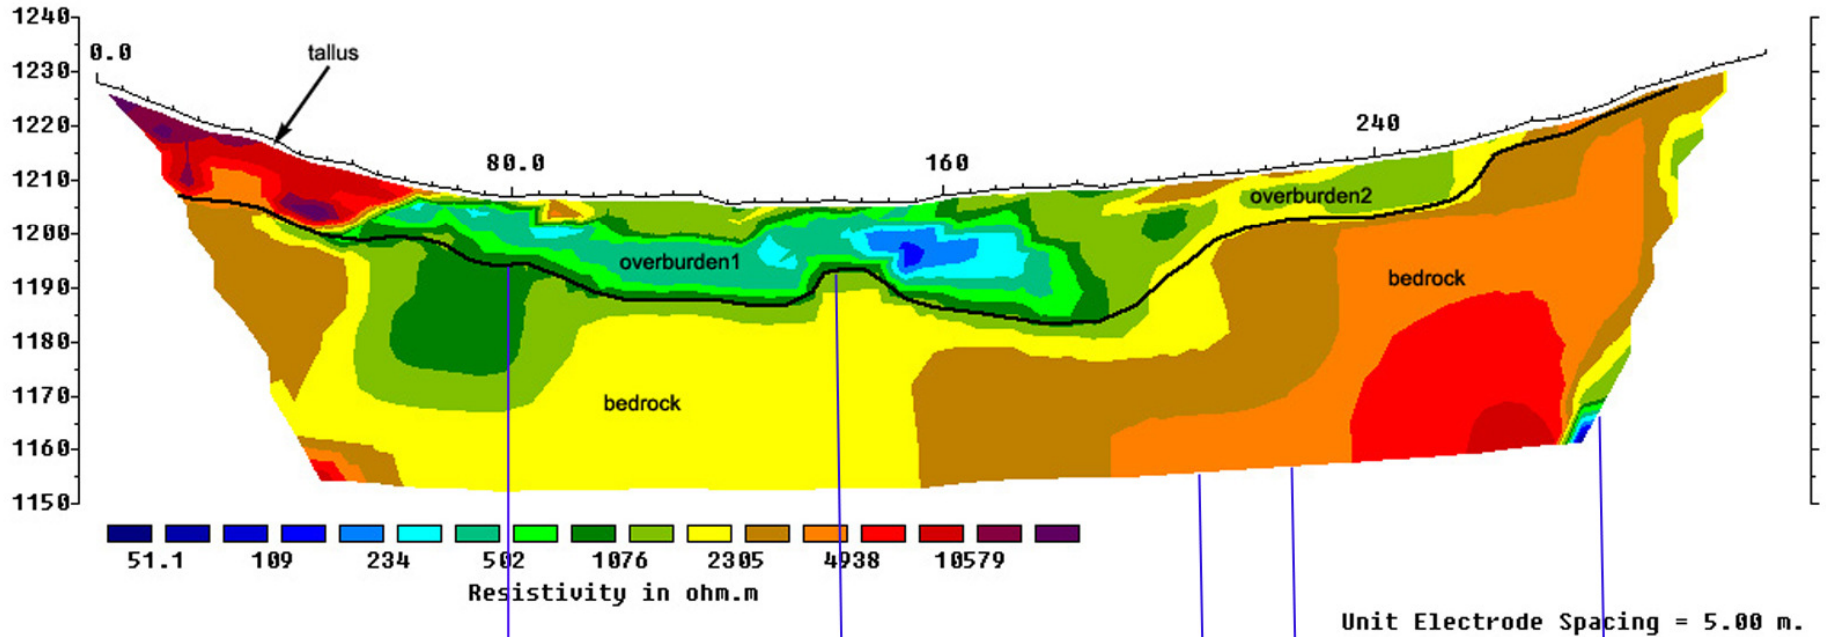 1240
0.0
tallus
1230
1220
240
80.0
160
1210
overburden2
1200
overburden1
bedrock
1190
1180
1170
bedrock
1160
1150
51.1 109 234 502 1076 2305 4938 10579
Resistivity in ohm.m
Unit Electrode Spacing = 5.00 m.